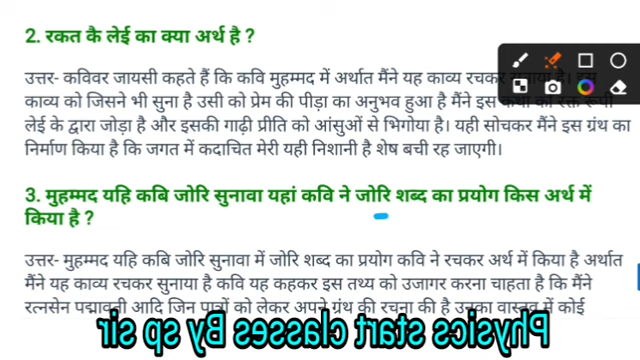 2. रकत कै लेई का क्या अर्थ है ?
उत्तर- कविवर जायसी कहते हैं कि कवि मुहम्मद में अर्थात मैंने यह काव्य रचकर सुनाया है। इस
काव्य को जिसने भी सुना है उसी को प्रेम की पीड़ा का अनुभव हुआ है मैंने इस कथा को रक्त रूपी
लेई के द्वारा जोड़ा है और इसकी गाढ़ी प्रीति को आंसुओं से भिगोया है। यही सोचकर मैंने इस ग्रंथ का
निर्माण किया है कि जगत में कदाचित मेरी यही निशानी है शेष बची रह जाएगी।
3. मुहम्मद यहि कबि जोरि सुनावा यहां कवि ने जोरि शब्द का प्रयोग किस अर्थ में
किया है ?
उत्तर- मुहम्मद यहि कबि जोरि सुनावा में जोरि शब्द का प्रयोग कवि ने रचकर अर्थ में किया है अर्थात
मैंने यह काव्य रचकर सुनाया है कवि यह कहकर इस तथ्य को उजागर करना चाहता है कि मैंने
रत्नसेन पद्मावती आदि जिन पात्रों को लेकर अपने ग्रंथ की रचना की है उनका वास्तव में कोई
Physics start classes By sp sir